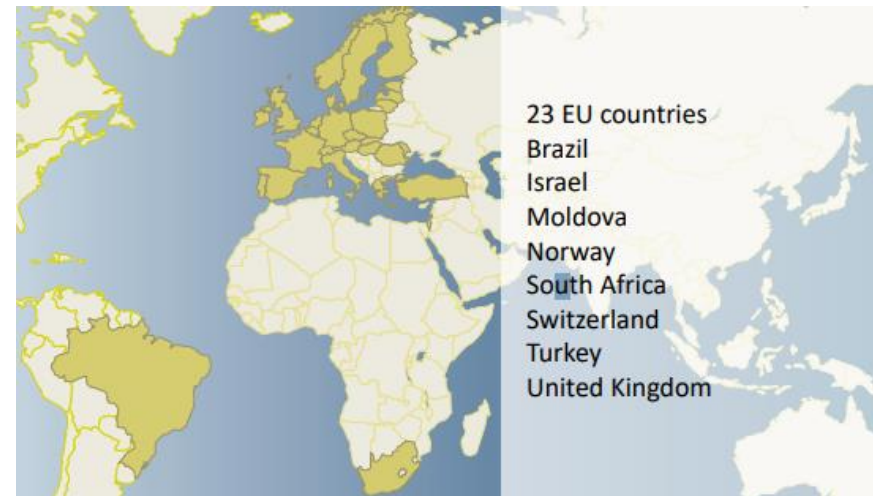 23 EU countries
Brazil
Israel
Moldova
Norway
South Africa
Switzerland
Turkey
United Kingdom